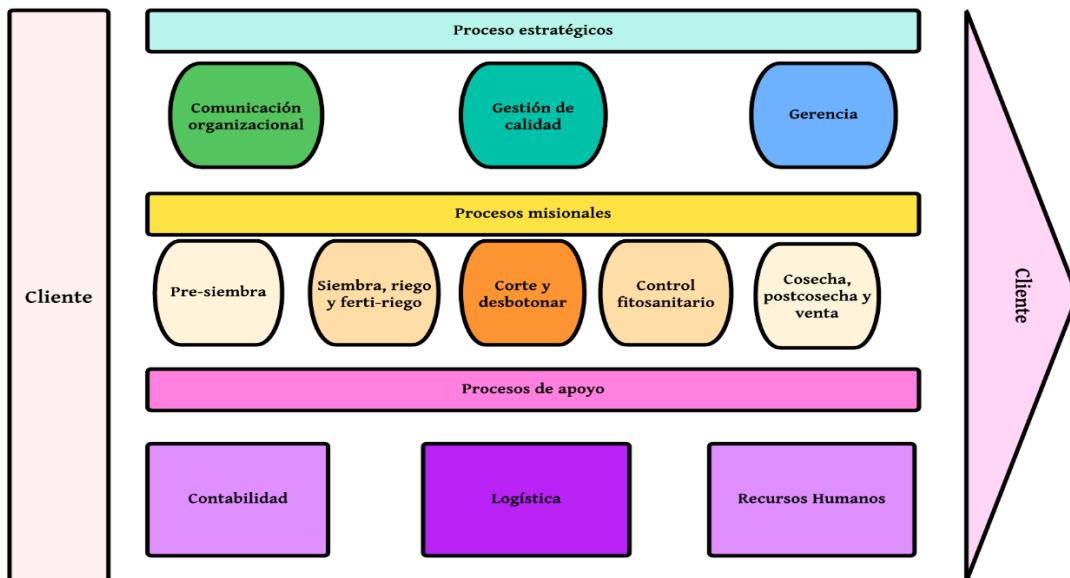 Proceso estratégicos
Comunicación
organizacional
Gestión de
calidad
Gerencia
Procesos misionales
Cliente
Pre-siembra
Siembra, riego
y ferti-riego
Corte y
desbotonar
Control
fitosanitario
Cosecha,
postcosecha y
venta
Cliente
Procesos de apoyo
Contabilidad
Logística
Recursos Humanos